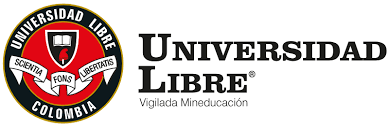 UNIVERSIDAD LIBRE
SCIENTIA FONS LIBERTATIS
COLOMBIA
UNIVERSIDAD
LIBRE®
Vigilada Mineducación